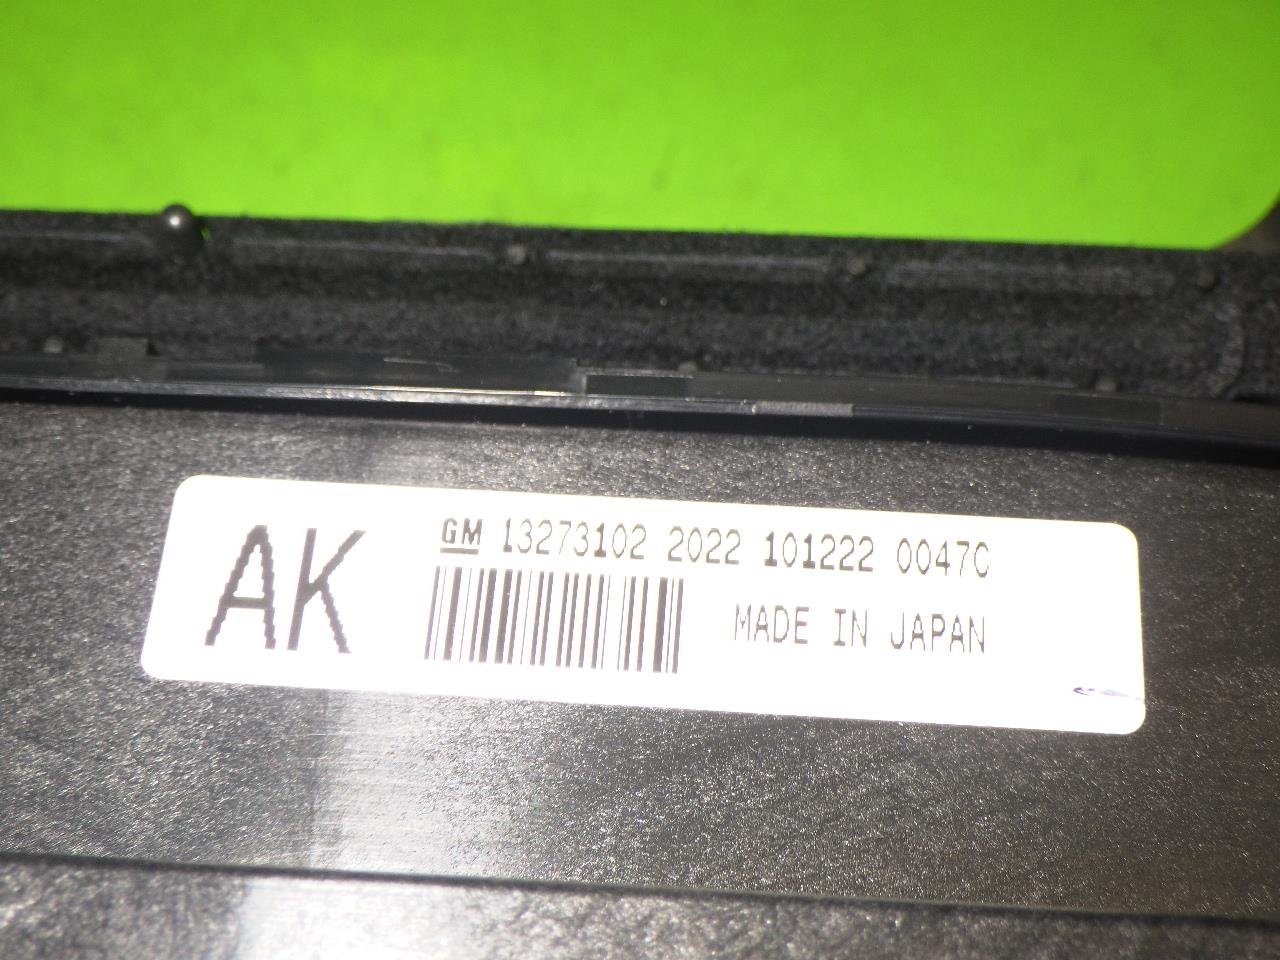 AK
GM 13273102 2022 101222 0047C
MADE IN JAPAN